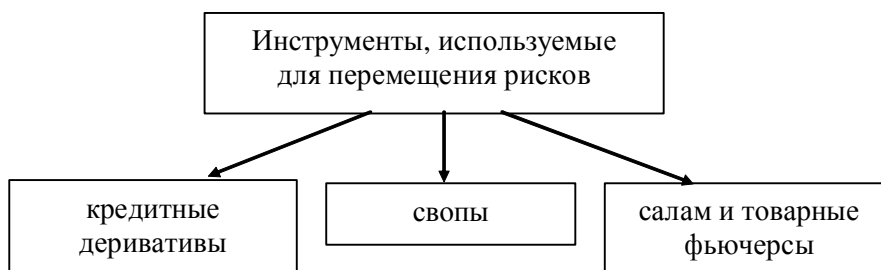 Инструменты, используемые
для перемещения рисков
кредитные
деривативы
свопы
салам и товарные
фьючерсы